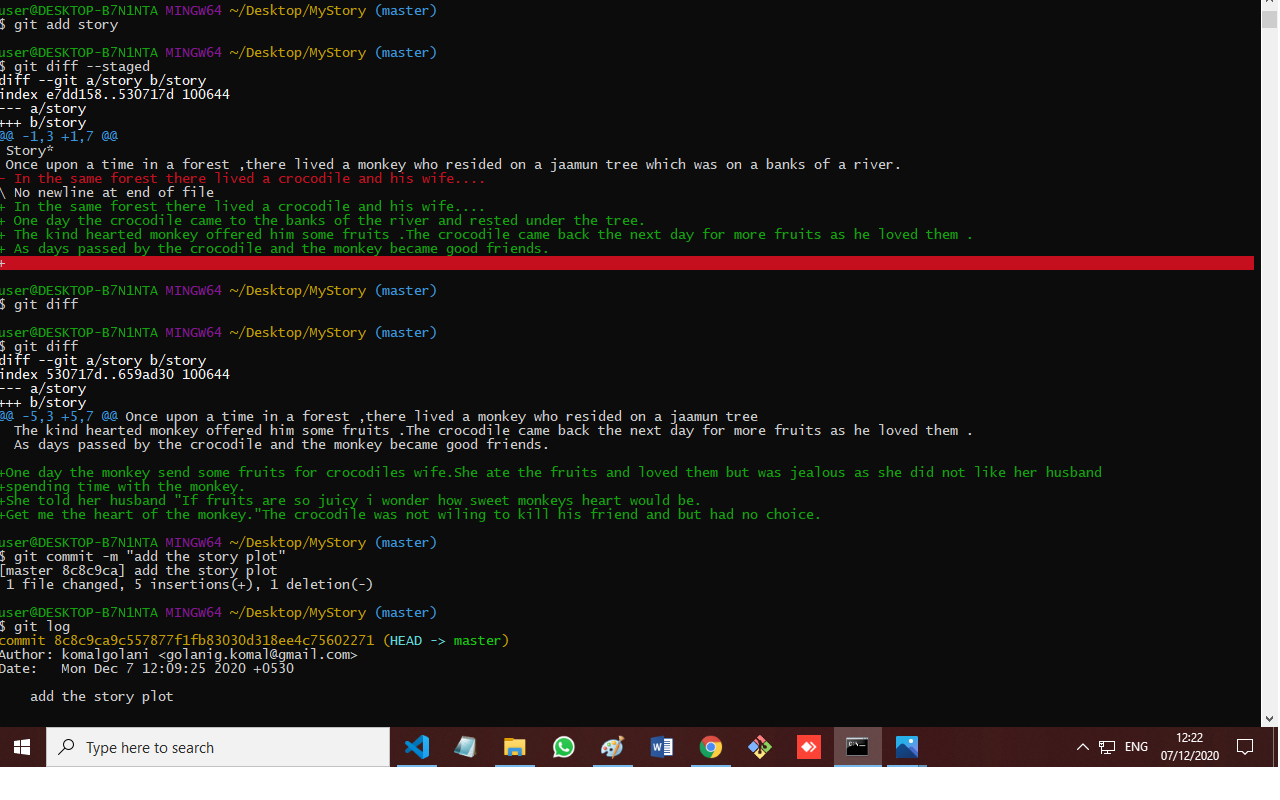 user@DESKTOP-B7N1NTA MINGW64 ~/Desktop/MyStory (master)
$ git add story
user@DESKTOP-B7N1NTA MINGW64 ~/Desktop/MyStory (master)
$ git diff --staged
diff --git a/story b/story
index e7dd158..530717d 100644
--- a/story
+++ b/story
@@ -1,3 +1,7 @@
 Story*
 Once upon a time in a forest ,there lived a monkey who resided on a jaamun tree which was on a banks of a river.
- In the same forest there lived a crocodile and his wife....
\ No newline at end of file
+ In the same forest there lived a crocodile and his wife....
+ One day the crocodile came to the banks of the river and rested under the tree.
+ The kind hearted monkey offered him some fruits .The crocodile came back the next day for more fruits as he loved them .
+ As days passed by the crocodile and the monkey became good friends.
+
user@DESKTOP-B7N1NTA MINGW64 ~/Desktop/MyStory (master)
$ git diff
user@DESKTOP-B7N1NTA MINGW64 ~/Desktop/MyStory (master)
$ git diff
diff --git a/story b/story
index 530717d..659ad30 100644
--- a/story
+++ b/story
@@ -5,3 +5,7 @@ Once upon a time in a forest ,there lived a monkey who resided on a jaamun tree
  The kind hearted monkey offered him some fruits .The crocodile came back the next day for more fruits as he loved them .
  As days passed by the crocodile and the monkey became good friends.
+One day the monkey send some fruits for crocodiles wife.She ate the fruits and loved them but was jealous as she did not like her husband
+spending time with the monkey.
+She told her husband "If fruits are so juicy i wonder how sweet monkeys heart would be.
+Get me the heart of the monkey."The crocodile was not wiling to kill his friend and but had no choice.
user@DESKTOP-B7N1NTA MINGW64 ~/Desktop/MyStory (master)
$ git commit -m "add the story plot"
[master 8c8c9ca] add the story plot
 1 file changed, 5 insertions(+), 1 deletion(-)
user@DESKTOP-B7N1NTA MINGW64 ~/Desktop/MyStory (master)
$ git log
commit 8c8c9ca9c557877f1fb83030d318ee4c75602271 (HEAD -> master)
Author: komalgolani <golanig.komal@gmail.com>
Date:   Mon Dec 7 12:09:25 2020 +0530
    add the story plot
Type here to search
ENG
12:22
07/12/2020